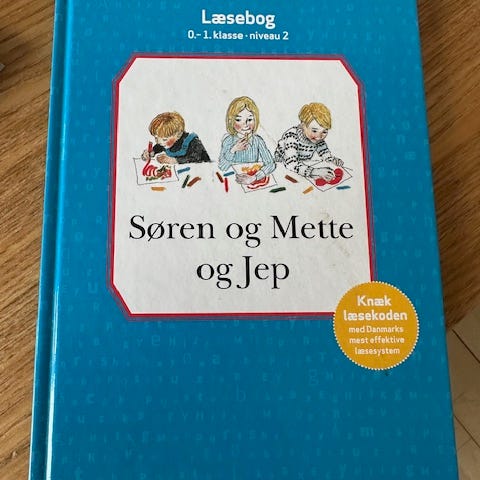 Læsebog
0.- 1. klasse · niveau 2
Søren og Mette
og Jep
Knæk
læsekoden
med Danmarks
mest effektive
læsesystem